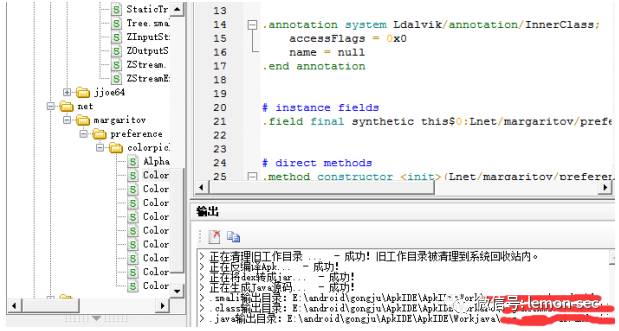 StaticTr
Tree.sma
ZInputSt
ZOutputS
ZStream.
ZStreamE
jjoe64
net
margaritov
preference
colorpic
Alpha
Color
Color
Color
Color
Color
Color
Color
Color
13
14 .annotation system Ldalvik/annotation/InnerClass;
15 accessFlags = 0x0
16 name = null
17 .end annotation
18
19
20 # instance fields
21 .field final synthetic this$0:Lnet/margaritov/prefe
22
23
24 # direct methods
25 .method constructor <init>(Lnet/margaritov/preferen
输出
> 正在清理旧工作目录 ... - 成功! 旧工作目录被清理到系统回收站内。
> 正在反编译Apk... - 成功!
> 正在将dex转成jar... - 成功!
> 正在生成Java源码... - 成功!
> .smali输出目录: E:\android\gongju\ApkIDE\ApkIDE\Work
> .class输出目录: E:\android\gongju\ApkIDE\ApkIDE\
> .java输出目录: E:\android\gongju\ApkIDE\ApkIDE\Workjava\
微信号: lemon-sec